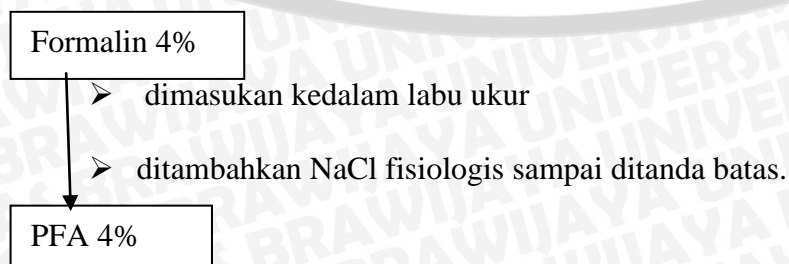 Formalin 4%
➢ dimasukan kedalam labu ukur
➢ ditambahkan NaCl fisiologis sampai ditanda batas.
PFA 4%